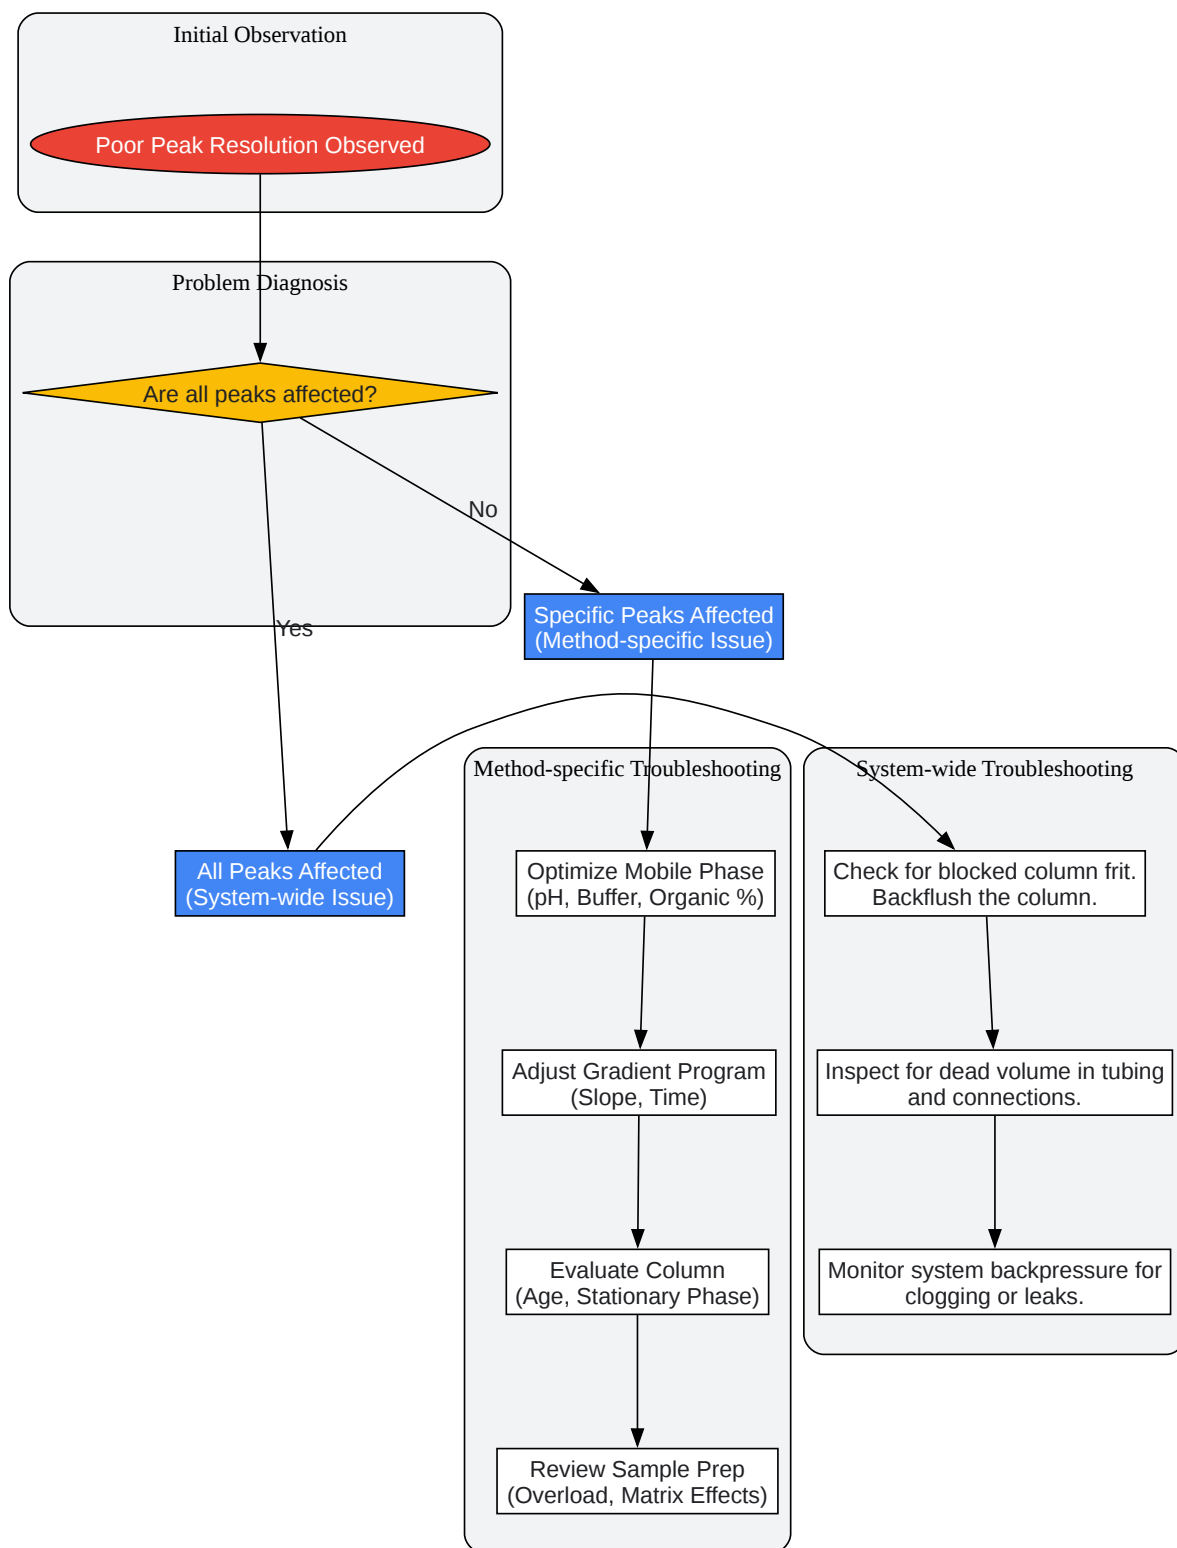 Initial Observation
Poor Peak Resolution Observed
Problem Diagnosis
Are all peaks affected?
No
Yes
Specific Peaks Affected
(Method-specific Issue)
All Peaks Affected
(System-wide Issue)
Method-specific Troubleshooting
Optimize Mobile Phase
(pH, Buffer, Organic %)
Adjust Gradient Program
(Slope, Time)
Evaluate Column
(Age, Stationary Phase)
Review Sample Prep
(Overload, Matrix Effects)
System-wide Troubleshooting
Check for blocked column frit.
Backflush the column.
Inspect for dead volume in tubing
and connections.
Monitor system backpressure for
clogging or leaks.